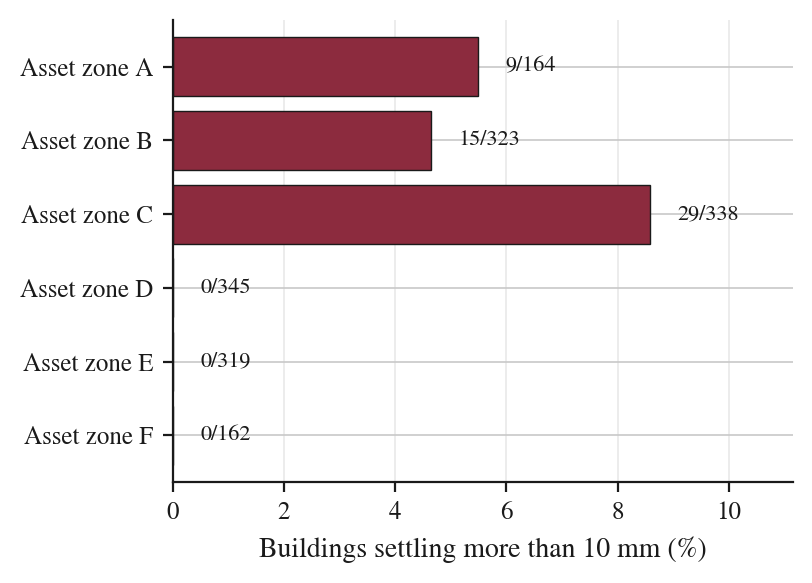 Asset zone A 9/164
Asset zone B 15/323
Asset zone C 29/338
Asset zone D 0/345
Asset zone E 0/319
Asset zone F 0/162
0 2 4 6 8 10
Buildings settling more than 10 mm (%)